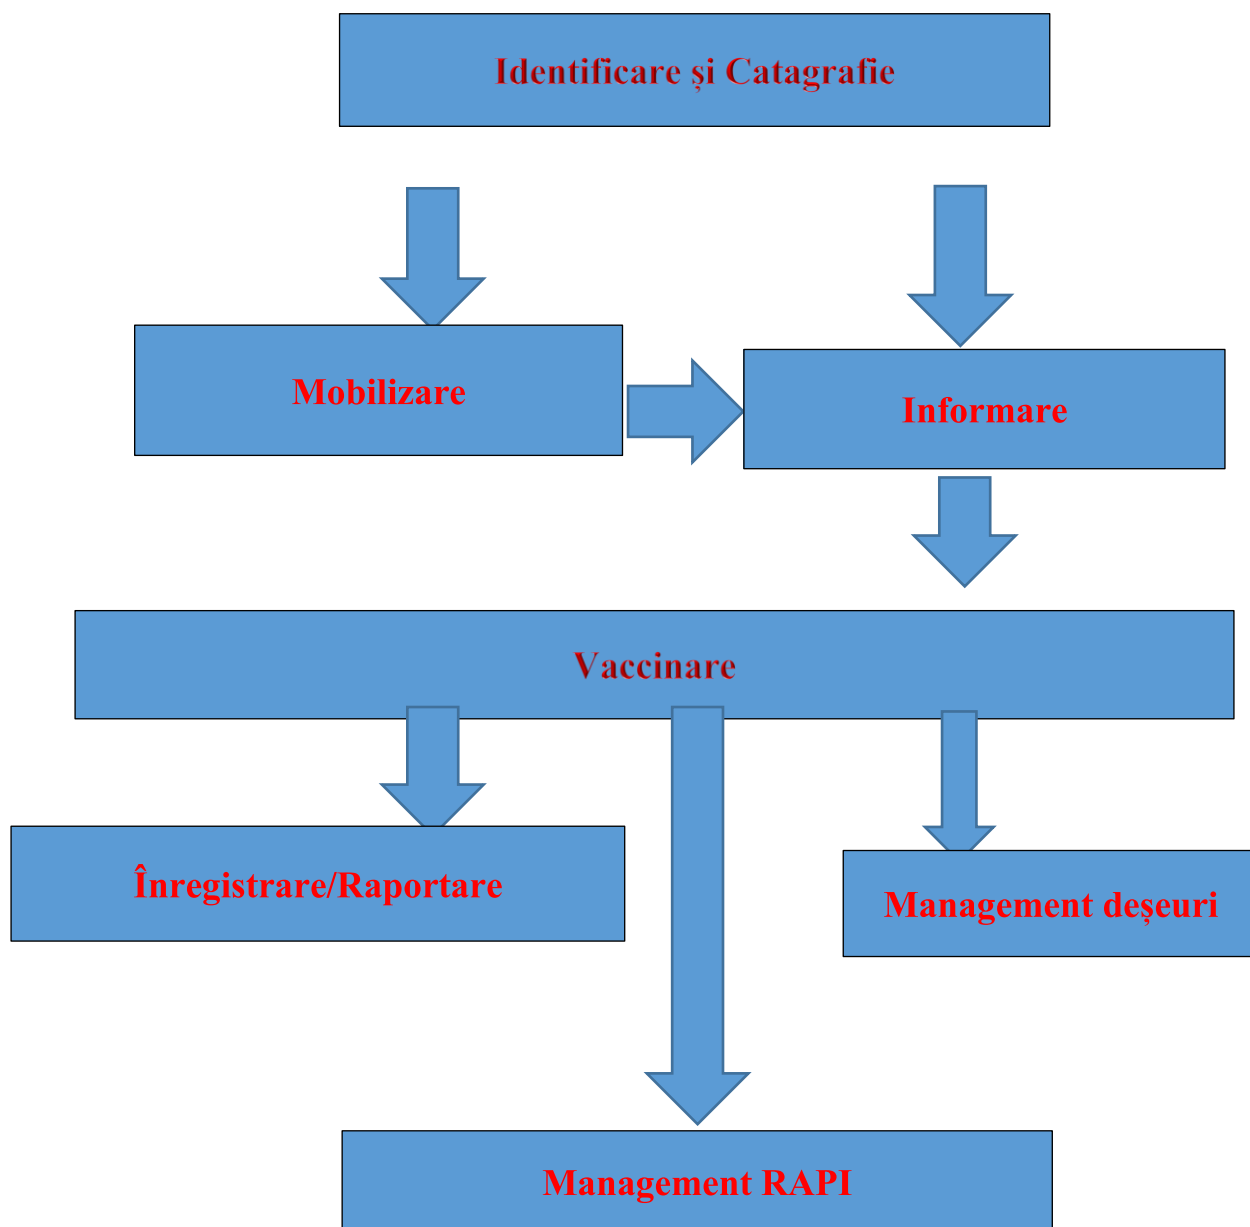 Identificare și Catagrafie
Mobilizare
Informare
Vaccinare
Înregistrare/Raportare
Management deșeuri
Management RAPI